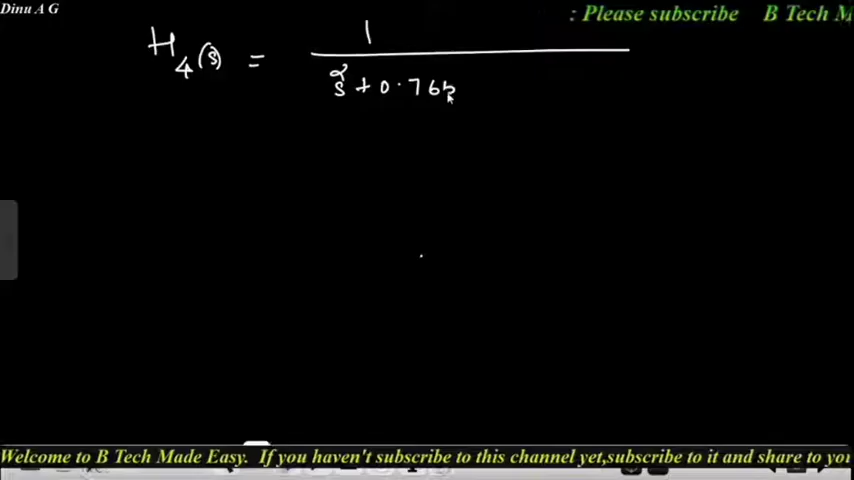 Dinu A G
: Please subscribe B Tech M
H₄(s) = 1
s² + 0.765
Welcome to B Tech Made Easy. If you haven't subscribe to this channel yet,subscribe to it and share to you